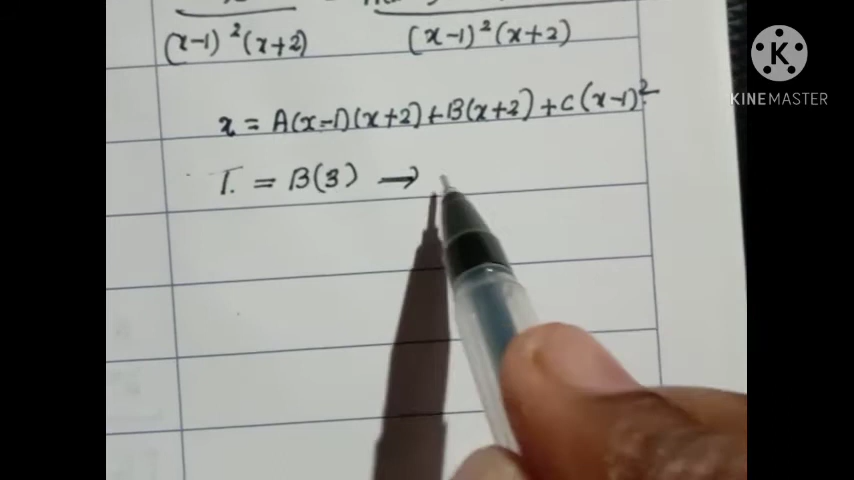 (x-1)²(x+2) (x-1)²(x+2)
x = A(x-1)(x+2)+B(x+2)+C(x-1)²
1. = B(3) →
K
KINEMASTER